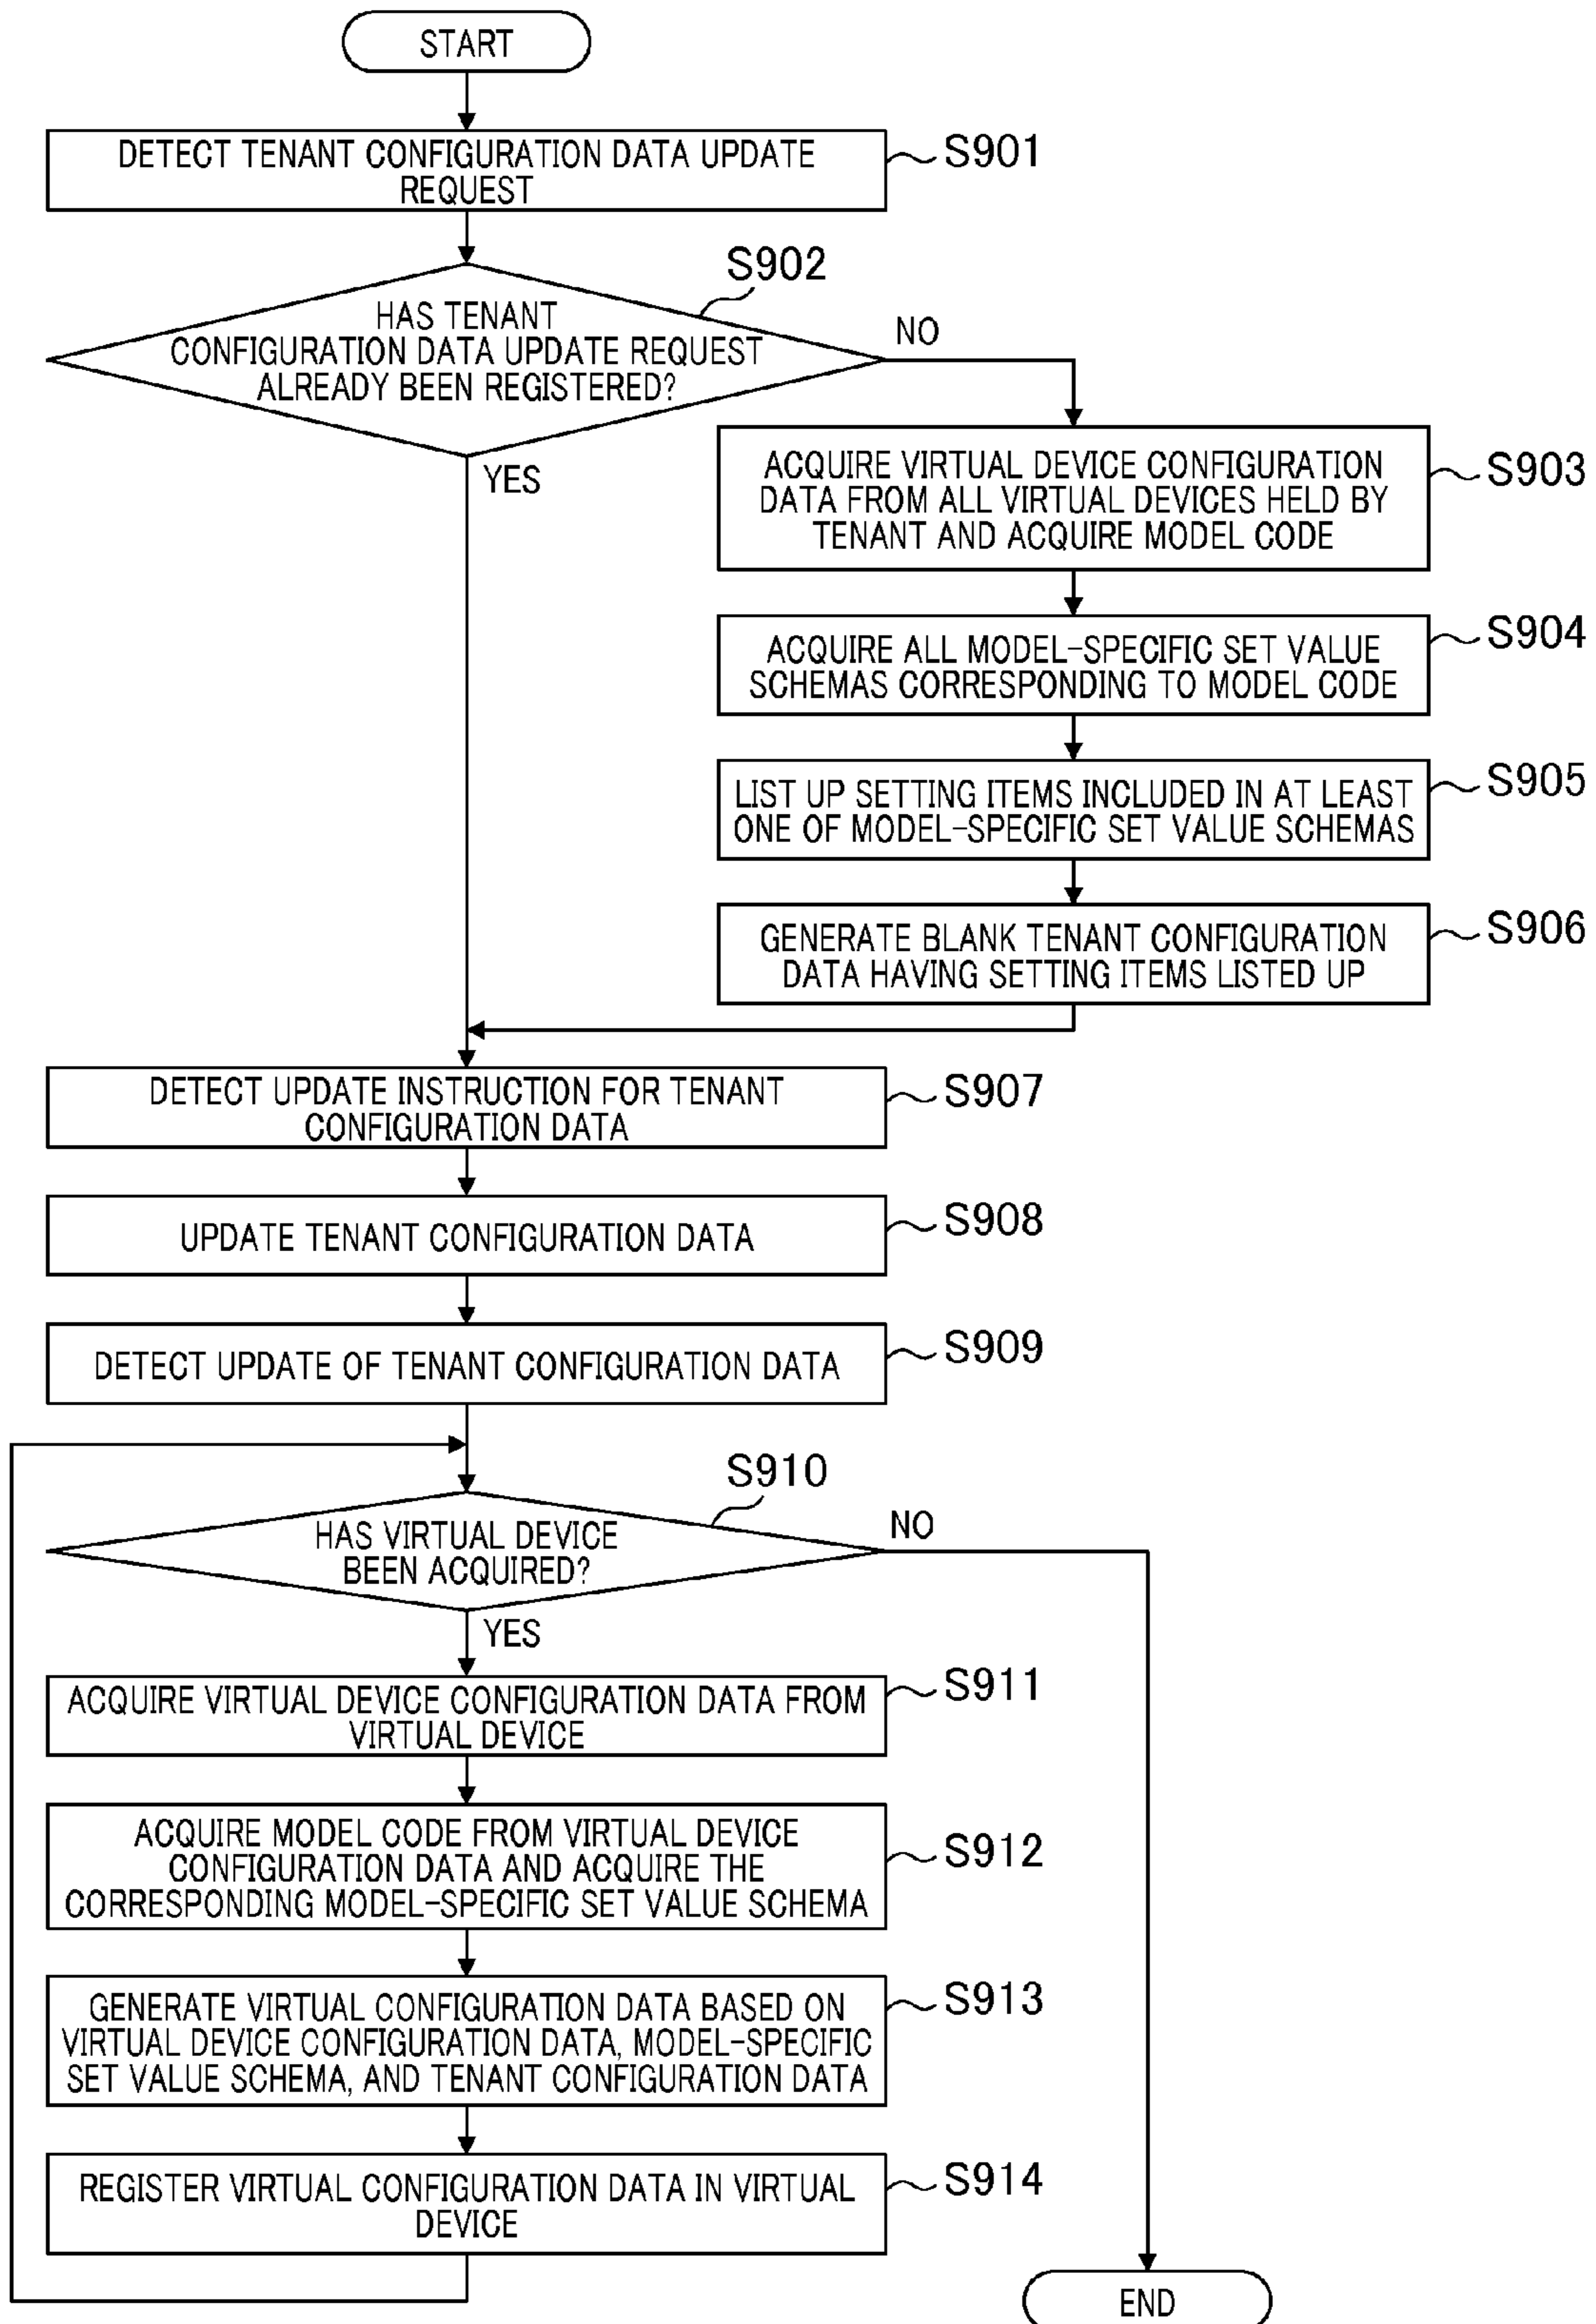 START
DETECT TENANT CONFIGURATION DATA UPDATE
REQUEST
S901
S902
HAS TENANT
CONFIGURATION DATA UPDATE REQUEST
ALREADY BEEN REGISTERED?
NO
YES
ACQUIRE VIRTUAL DEVICE CONFIGURATION
DATA FROM ALL VIRTUAL DEVICES HELD BY
TENANT AND ACQUIRE MODEL CODE
S903
ACQUIRE ALL MODEL-SPECIFIC SET VALUE
SCHEMAS CORRESPONDING TO MODEL CODE
S904
LIST UP SETTING ITEMS INCLUDED IN AT LEAST
ONE OF MODEL-SPECIFIC SET VALUE SCHEMAS
S905
GENERATE BLANK TENANT CONFIGURATION
DATA HAVING SETTING ITEMS LISTED UP
S906
DETECT UPDATE INSTRUCTION FOR TENANT
CONFIGURATION DATA
S907
UPDATE TENANT CONFIGURATION DATA
S908
DETECT UPDATE OF TENANT CONFIGURATION DATA
S909
S910
HAS VIRTUAL DEVICE
BEEN ACQUIRED?
NO
YES
ACQUIRE VIRTUAL DEVICE CONFIGURATION DATA FROM
VIRTUAL DEVICE
S911
ACQUIRE MODEL CODE FROM VIRTUAL DEVICE
CONFIGURATION DATA AND ACQUIRE THE
CORRESPONDING MODEL-SPECIFIC SET VALUE SCHEMA
S912
GENERATE VIRTUAL CONFIGURATION DATA BASED ON
VIRTUAL DEVICE CONFIGURATION DATA, MODEL-SPECIFIC
SET VALUE SCHEMA, AND TENANT CONFIGURATION DATA
S913
REGISTER VIRTUAL CONFIGURATION DATA IN VIRTUAL
DEVICE
S914
END